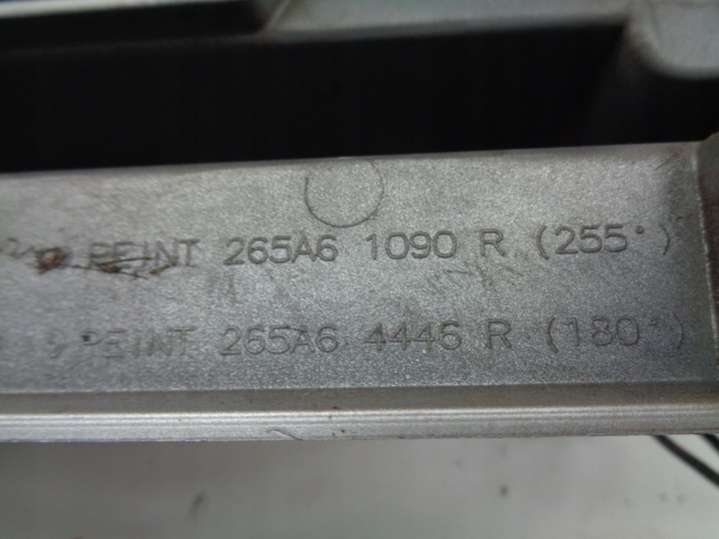 PEINT 265A6 1090 R (255°)
PEINT 265A6 4446 R (180°)